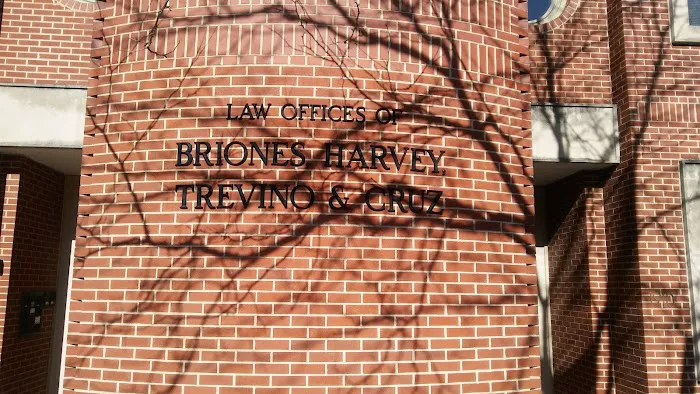 LAW OFFICES OF
BRIONES, HARVEY,
TREVINO & CRUZ